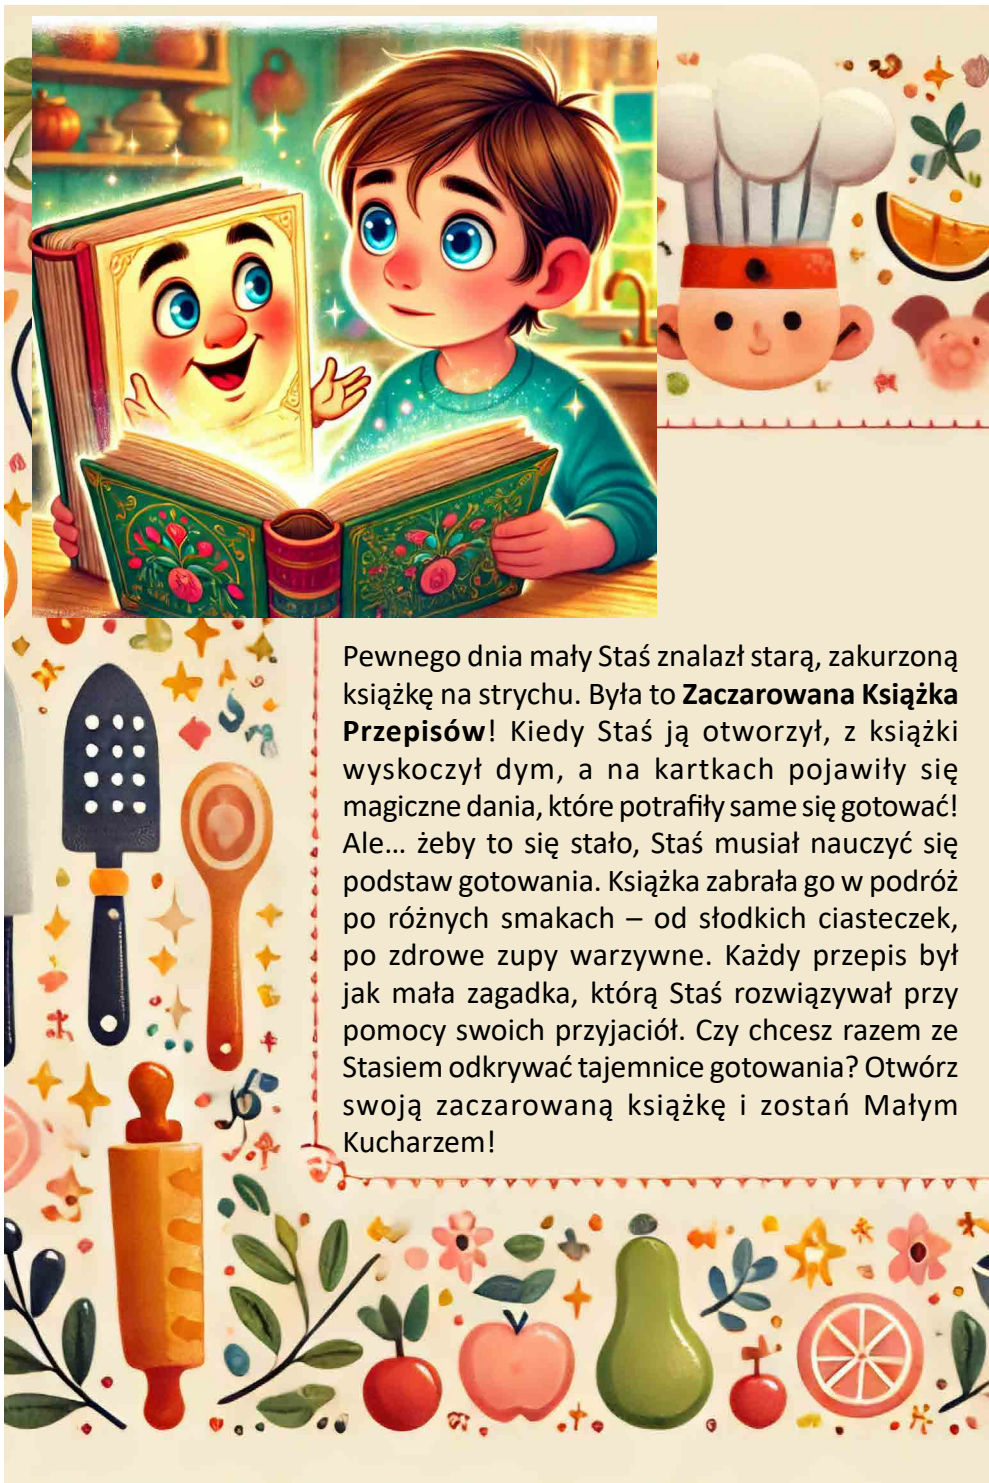 Pewnego dnia mały Staś znalazł starą, zakurzoną
książkę na strychu. Była to Zaczarowana Książka
Przepisów! Kiedy Staś ją otworzył, z książki
wyskoczył dym, a na kartkach pojawiły się
magiczne dania, które potrafiły same się gotować!
Ale... żeby to się stało, Staś musiał nauczyć się
podstaw gotowania. Książka zabrała go w podróż
po różnych smakach – od słodkich ciasteczek,
po zdrowe zupy warzywne. Każdy przepis był
jak mała zagadka, którą Staś rozwiązywał przy
pomocy swoich przyjaciół. Czy chcesz razem ze
Stasiem odkrywać tajemnice gotowania? Otwórz
swoją zaczarowaną książkę i zostań Małym
Kucharzem!